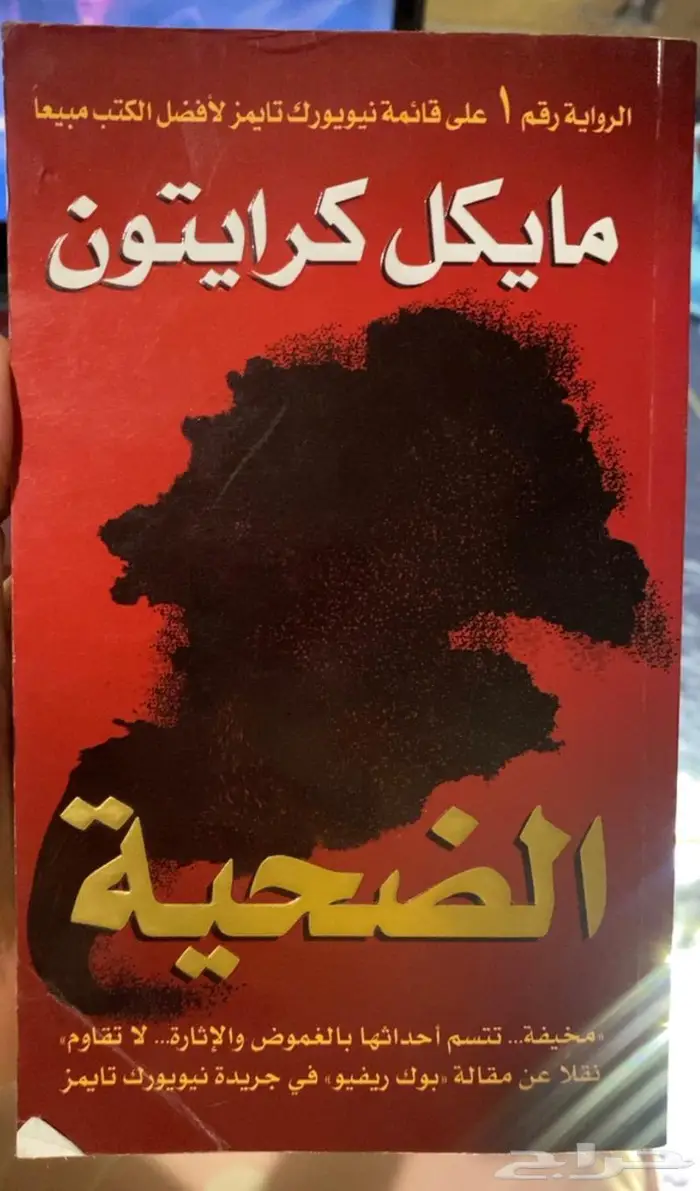 الرواية رقم ١ على قائمة نيويورك تايمز لأفضل الكتب مبيعاً
مايكل كرايتون
الضحية
«مخيفة... تتسم أحداثها بالغموض والإثارة... لا تقاوم»
نقلا عن مقالة «بوك ريفيو» في جريدة نيويورك تايمز
حراج